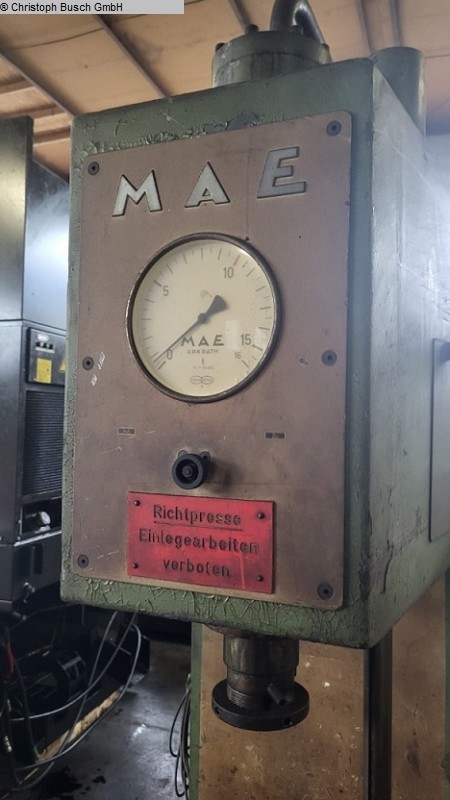 © Christoph Busch GmbH
MAE
10
5
MAE
ERKRATH
t
0
15
16
Richtpresse
Einlegearbeiten
verboten